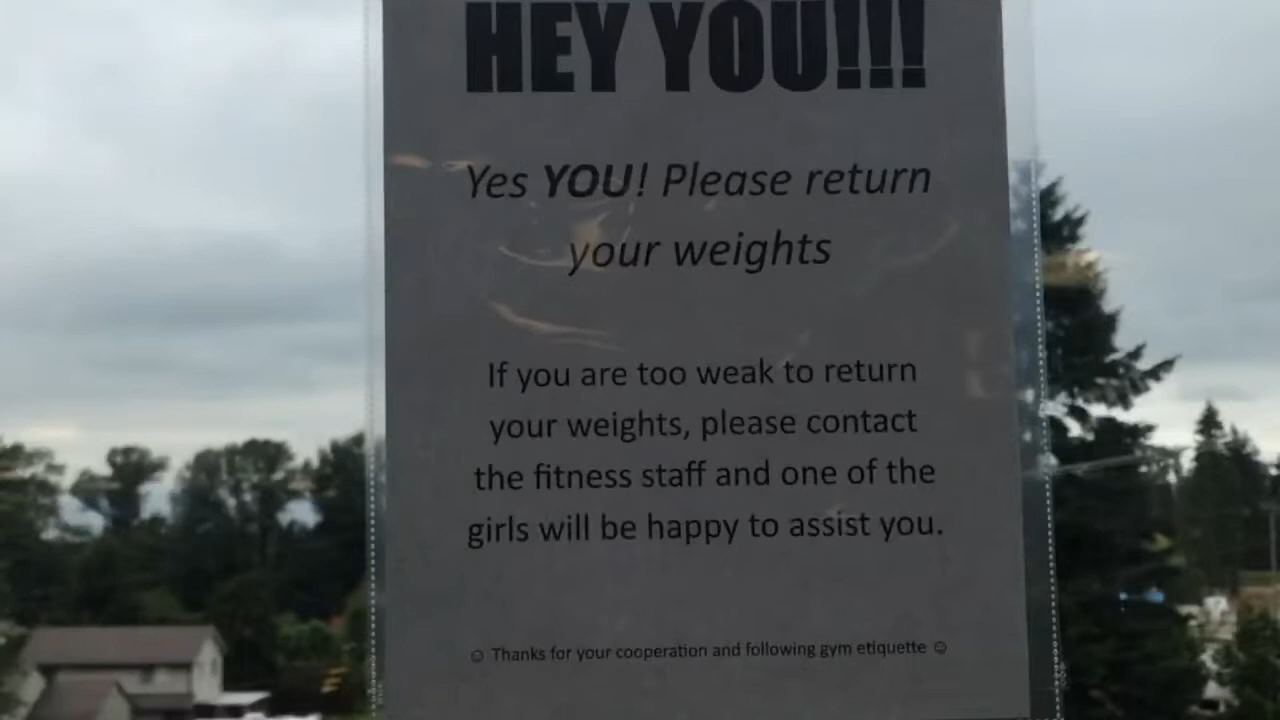 HEY YOU!!!
Yes YOU! Please return
your weights
If you are too weak to return
your weights, please contact
the fitness staff and one of the
girls will be happy to assist you.
☺ Thanks for your cooperation and following gym etiquette ☺